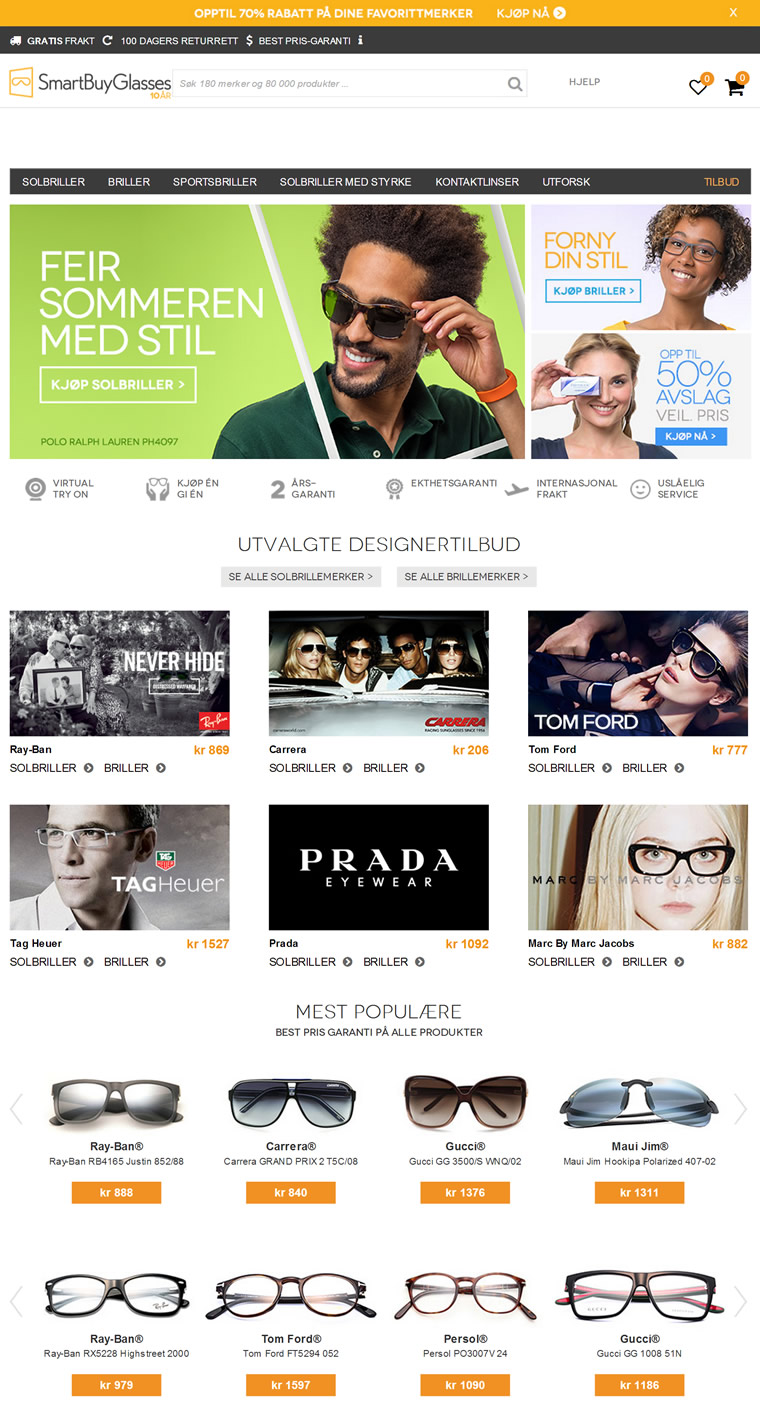 OPPTIL 70% RABATT PÅ DINE FAVORITTMERKER KJØP NÅ X
GRATIS FRAKT 100 DAGERS RETURRETT BEST PRIS-GARANTI
SmartBuyGlasses
10 ÅR
Søk 180 merker og 80 000 produkter ...
HJELP
0 0
SOLBRILLER BRILLER SPORTSBRILLER SOLBRILLER MED STYRKE KONTAKTLINSER UTFORSK TILBUD
FEIR
SOMMEREN
MED STIL
KJØP SOLBRILLER >
POLO RALPH LAUREN PH4097
FORNY
DIN STIL
KJØP BRILLER >
OPP TIL
50%
AVSLAG
VEIL. PRIS
KJØP NÅ >
VIRTUAL
TRY ON
KJØP ÉN
GI ÉN
2 ÅRS-
GARANTI
EKTHETSGARANTI
INTERNASJONAL
FRAKT
USLÅELIG
SERVICE
UTVALGTE DESIGNERTILBUD
SE ALLE SOLBRILLEMERKER > SE ALLE BRILLEMERKER >
NEVER HIDE
Ray-Ban
CARRERA
RACING SUNGLASSES SINCE 1956
TOM FORD
Ray-Ban kr 869
SOLBRILLER BRILLER
Carrera kr 206
SOLBRILLER BRILLER
Tom Ford kr 777
SOLBRILLER BRILLER
TAG
HEUER
TAGHeuer
PRADA
EYEWEAR
MARC BY MARC JACOBS
Tag Heuer kr 1527
SOLBRILLER BRILLER
Prada kr 1092
SOLBRILLER BRILLER
Marc By Marc Jacobs kr 882
SOLBRILLER BRILLER
MEST POPULÆRE
BEST PRIS GARANTI PÅ ALLE PRODUKTER
Ray-Ban®
Ray-Ban RB4165 Justin 852/88
kr 888
Carrera®
Carrera GRAND PRIX 2 T5C/08
kr 840
Gucci®
Gucci GG 3500/S WNQ/02
kr 1376
Maui Jim®
Maui Jim Hookipa Polarized 407-02
kr 1311
Ray-Ban®
Ray-Ban RX5228 Highstreet 2000
kr 979
Tom Ford®
Tom Ford FT5294 052
kr 1597
Persol®
Persol PO3007V 24
kr 1090
GUCCI
Gucci®
Gucci GG 1008 51N
kr 1186